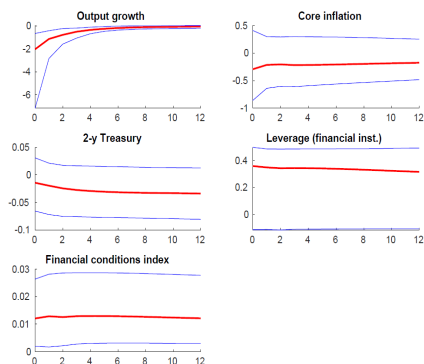 Output growth
0
-2
-4
-6
0 2 4 6 8 10 12
Core inflation
0.5
0
-0.5
-1
0 2 4 6 8 10 12
2-y Treasury
0.05
0
-0.05
-0.1
0 2 4 6 8 10 12
Leverage (financial inst.)
0.4
0.2
0
0 2 4 6 8 10 12
Financial conditions index
0.03
0.02
0.01
0
0 2 4 6 8 10 12